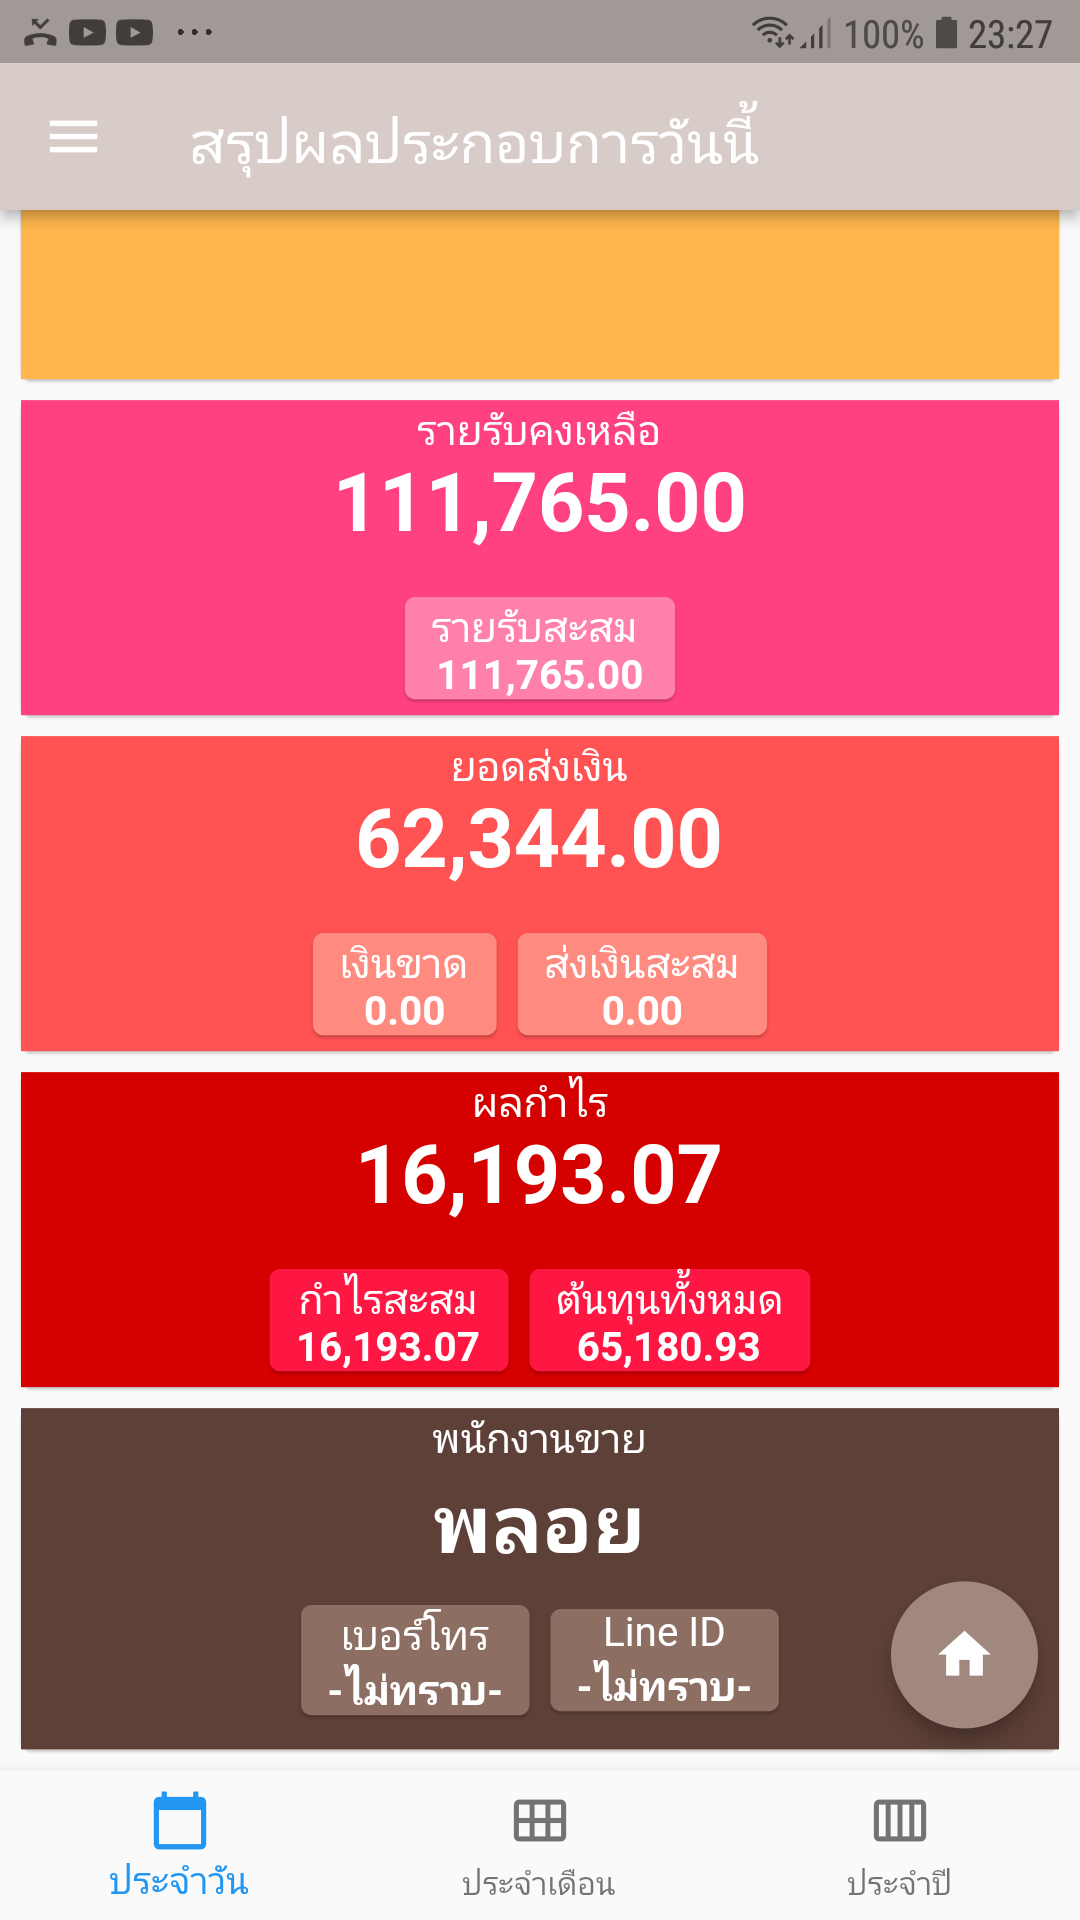 100% 23:27
สรุปผลประกอบการวันนี้
รายรับคงเหลือ
111,765.00
รายรับสะสม
111,765.00
ยอดส่งเงิน
62,344.00
เงินขาด
0.00
ส่งเงินสะสม
0.00
ผลกำไร
16,193.07
กำไรสะสม
16,193.07
ต้นทุนทั้งหมด
65,180.93
พนักงานขาย
พลอย
เบอร์โทร
-ไม่ทราบ-
Line ID
-ไม่ทราบ-
ประจำวัน
ประจำเดือน
ประจำปี